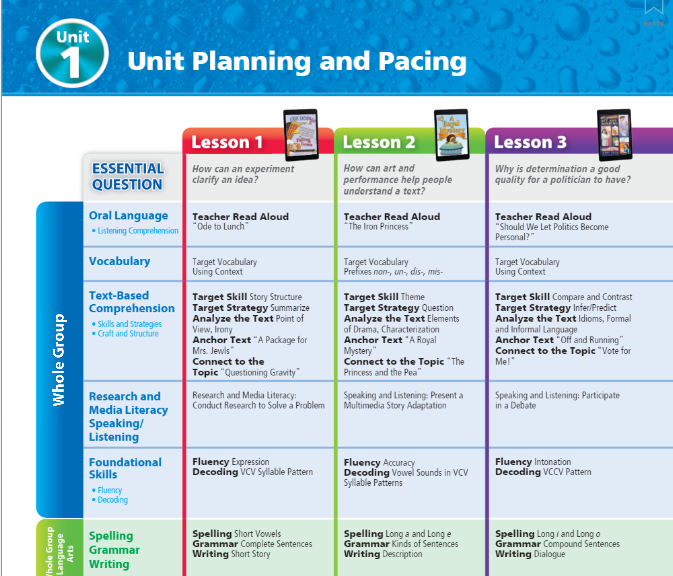 Unit
1
Unit Planning and Pacing
Lesson 1
Lesson 2
Lesson 3
ESSENTIAL
QUESTION
How can an experiment
clarify an idea?
How can art and
performance help people
understand a text?
Why is determination a good
quality for a politician to have?
Whole Group
Oral Language
• Listening Comprehension
Teacher Read Aloud
"Ode to Lunch"
Teacher Read Aloud
"The Iron Princess"
Teacher Read Aloud
"Should We Let Politics Become
Personal?"
Vocabulary
Target Vocabulary
Using Context
Target Vocabulary
Prefixes non-, un-, dis-, mis-
Target Vocabulary
Using Context
Text-Based
Comprehension
• Skills and Strategies
• Craft and Structure
Target Skill Story Structure
Target Strategy Summarize
Analyze the Text Point of
View, Irony
Anchor Text "A Package for
Mrs. Jewls"
Connect to the
Topic "Questioning Gravity"
Target Skill Theme
Target Strategy Question
Analyze the Text Elements
of Drama, Characterization
Anchor Text "A Royal
Mystery"
Connect to the Topic "The
Princess and the Pea"
Target Skill Compare and Contrast
Target Strategy Infer/Predict
Analyze the Text Idioms, Formal
and Informal Language
Anchor Text "Off and Running"
Connect to the Topic "Vote for
Me!"
Research and
Media Literacy
Speaking/
Listening
Research and Media Literacy:
Conduct Research to Solve a Problem
Speaking and Listening: Present a
Multimedia Story Adaptation
Speaking and Listening: Participate
in a Debate
Foundational
Skills
• Fluency
• Decoding
Fluency Expression
Decoding VCV Syllable Pattern
Fluency Accuracy
Decoding Vowel Sounds in VCV
Syllable Patterns
Fluency Intonation
Decoding VCCV Pattern
Whole Group
Language
Arts
Spelling
Grammar
Writing
Spelling Short Vowels
Grammar Complete Sentences
Writing Short Story
Spelling Long a and Long e
Grammar Kinds of Sentences
Writing Description
Spelling Long i and Long o
Grammar Compound Sentences
Writing Dialogue